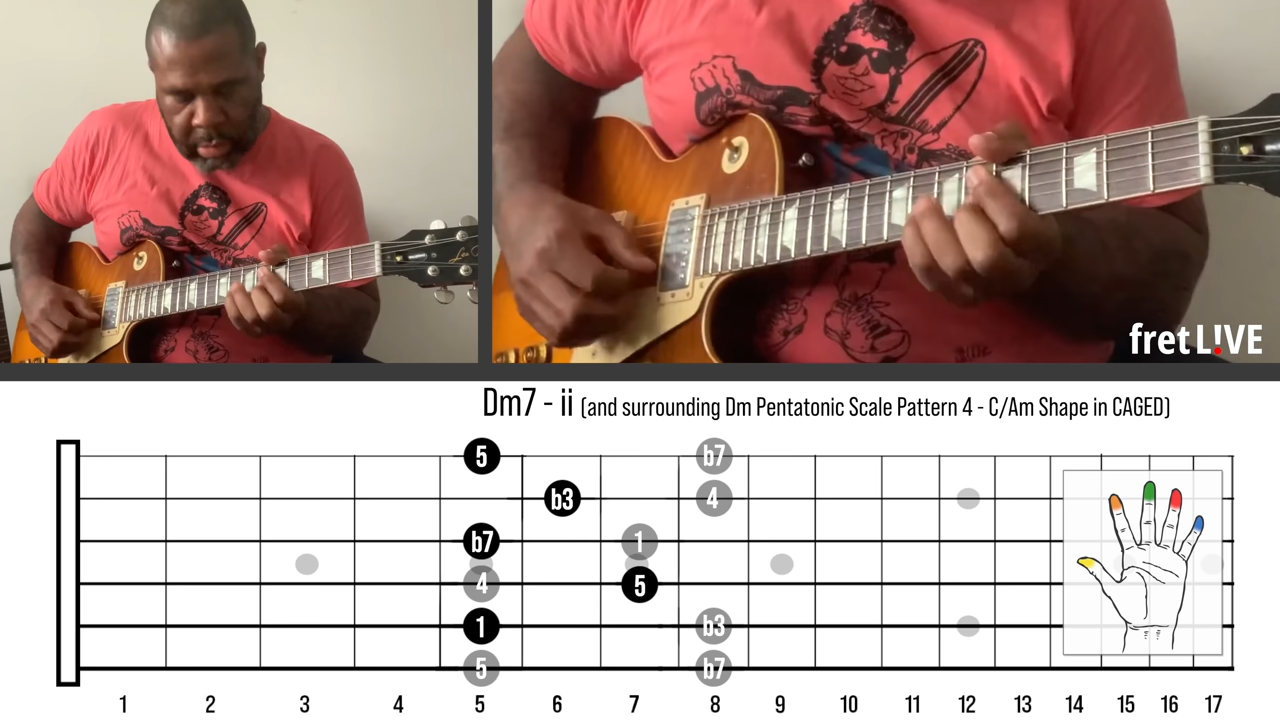 fret L!VE
Dm7 - ii (and surrounding Dm Pentatonic Scale Pattern 4 - C/Am Shape in CAGED)
5 b7
b3 4
b7 1
4 5
1 b3
5 b7
1 2 3 4 5 6 7 8 9 10 11 12 13 14 15 16 17